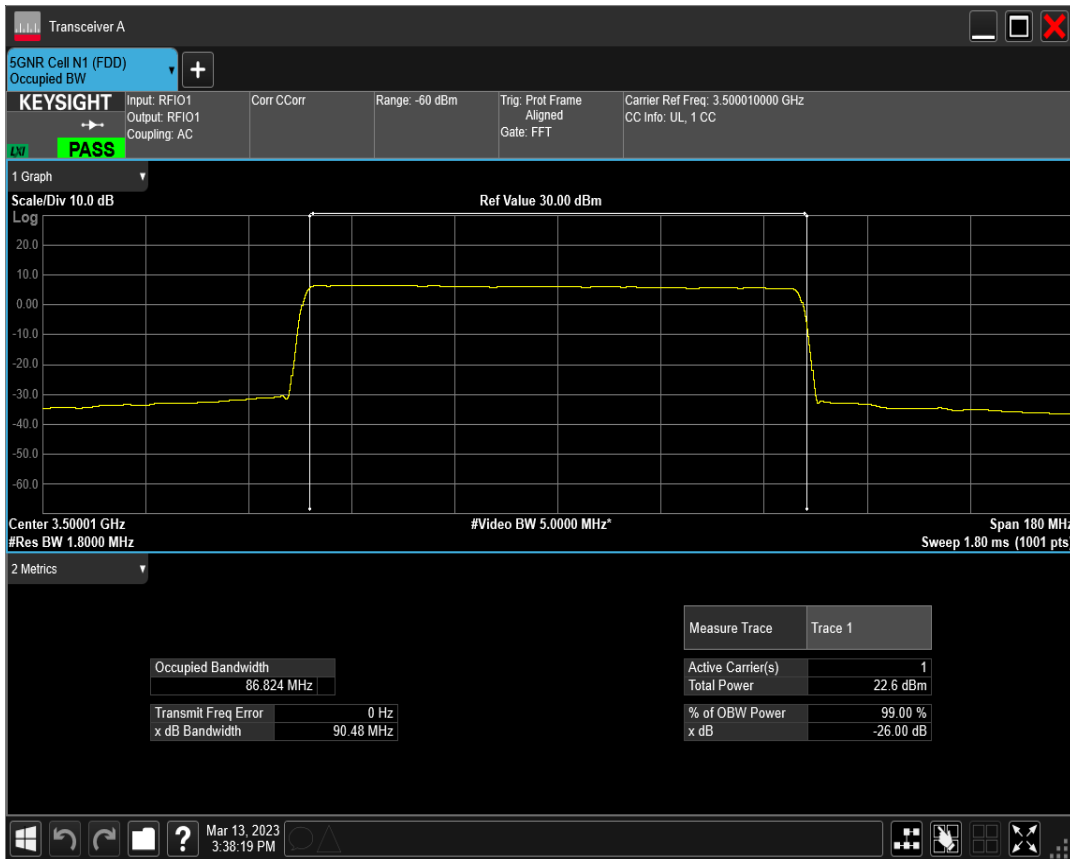 Transceiver A
5GNR Cell N1 (FDD)
Occupied BW
+
KEYSIGHT
LXI
PASS
Input: RFIO1
Output: RFIO1
Coupling: AC
Corr CCorr
Range: -60 dBm
Trig: Prot Frame
Aligned
Gate: FFT
Carrier Ref Freq: 3.500010000 GHz
CC Info: UL, 1 CC
1 Graph
Scale/Div 10.0 dB
Ref Value 30.00 dBm
Log
20.0
10.0
0.00
-10.0
-20.0
-30.0
-40.0
-50.0
-60.0
Center 3.50001 GHz
#Video BW 5.0000 MHz*
Span 180 MHz
#Res BW 1.8000 MHz
Sweep 1.80 ms (1001 pts)
2 Metrics
Measure Trace Trace 1
Occupied Bandwidth
86.824 MHz
Active Carrier(s) 1
Total Power 22.6 dBm
Transmit Freq Error 0 Hz
x dB Bandwidth 90.48 MHz
% of OBW Power 99.00 %
x dB -26.00 dB
?
Mar 13, 2023
3:38:19 PM